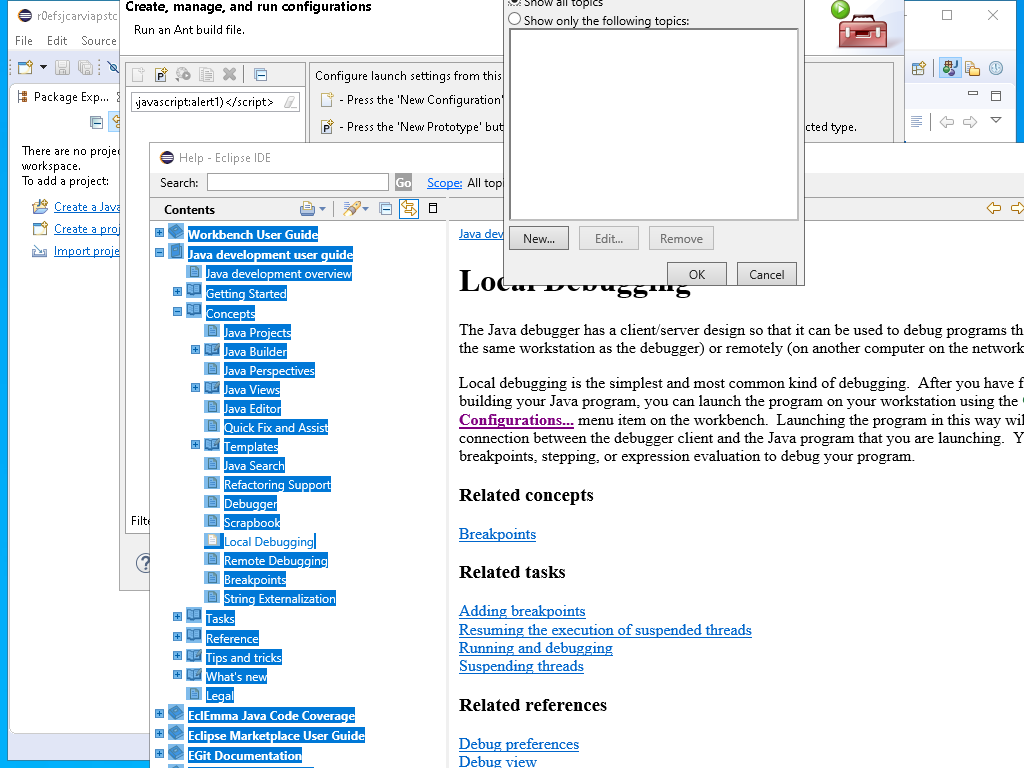 r0efsjcarviapstc
File Edit Source
Package Exp...
There are no proje
workspace.
To add a project:
Create a Java
Create a proj
Import proje
Create, manage, and run configurations
Run an Ant build file.
javascript:alert1)</script>
Configure launch settings from this
- Press the 'New Configuration'
- Press the 'New Prototype' but
cted type.
Filte
Show all topics
Show only the following topics:
New...
Edit...
Remove
OK
Cancel
Help - Eclipse IDE
Search:
Go
Scope: All top
Contents
Workbench User Guide
Java development user guide
Java development overview
Getting Started
Concepts
Java Projects
Java Builder
Java Perspectives
Java Views
Java Editor
Quick Fix and Assist
Templates
Java Search
Refactoring Support
Debugger
Scrapbook
Local Debugging
Remote Debugging
Breakpoints
String Externalization
Tasks
Reference
Tips and tricks
What's new
Legal
EclEmma Java Code Coverage
Eclipse Marketplace User Guide
EGit Documentation
Java dev
Local Debugging
The Java debugger has a client/server design so that it can be used to debug programs th
the same workstation as the debugger) or remotely (on another computer on the network
Local debugging is the simplest and most common kind of debugging. After you have f
building your Java program, you can launch the program on your workstation using the
Configurations... menu item on the workbench. Launching the program in this way wil
connection between the debugger client and the Java program that you are launching. Y
breakpoints, stepping, or expression evaluation to debug your program.
Related concepts
Breakpoints
Related tasks
Adding breakpoints
Resuming the execution of suspended threads
Running and debugging
Suspending threads
Related references
Debug preferences
Debug view